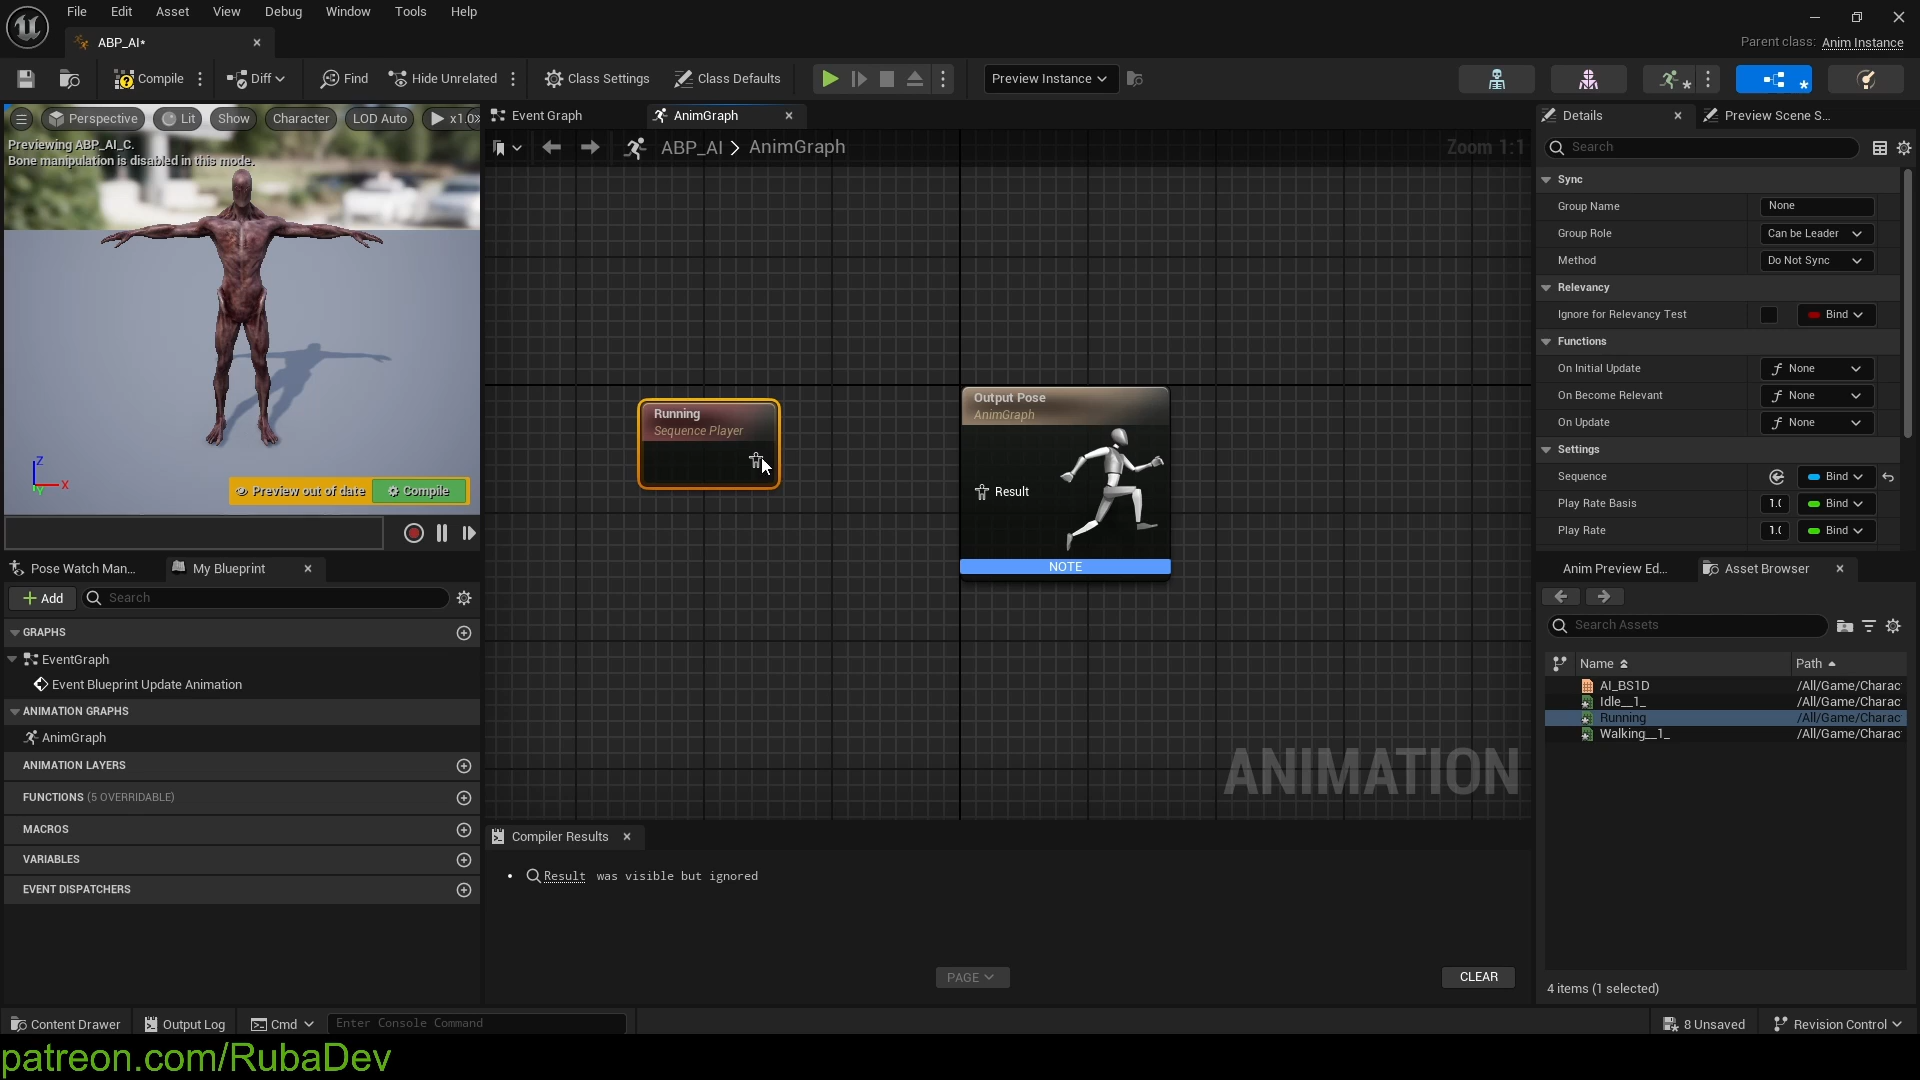 File Edit Asset View Debug Window Tools Help
ABP_AI*
Parent class: Anim Instance
Compile Diff Find Hide Unrelated Class Settings Class Defaults Preview Instance
Perspective Lit Show Character LOD Auto x1.0
Previewing ABP_AI_C.
Bone manipulation is disabled in this mode.
Z
X
Y
Preview out of date Compile
Pose Watch Man... My Blueprint
Add Search
GRAPHS
EventGraph
Event Blueprint Update Animation
ANIMATION GRAPHS
AnimGraph
ANIMATION LAYERS
FUNCTIONS (5 OVERRIDABLE)
MACROS
VARIABLES
EVENT DISPATCHERS
Event Graph AnimGraph
ABP_AI > AnimGraph Zoom 1:1
Running
Sequence Player
Output Pose
AnimGraph
Result
NOTE
ANIMATION
Compiler Results
• Result was visible but ignored
PAGE CLEAR
Details Preview Scene S...
Search
Sync
Group Name None
Group Role Can be Leader
Method Do Not Sync
Relevancy
Ignore for Relevancy Test Bind
Functions
On Initial Update None
On Become Relevant None
On Update None
Settings
Sequence Bind
Play Rate Basis 1.( Bind
Play Rate 1.( Bind
Anim Preview Ed... Asset Browser
Search Assets
Name Path
AI_BS1D /All/Game/Charac
Idle__1_ /All/Game/Charac
Running /All/Game/Charac
Walking__1_ /All/Game/Charac
4 items (1 selected)
Content Drawer Output Log Cmd Enter Console Command 8 Unsaved Revision Control
patreon.com/RubaDev